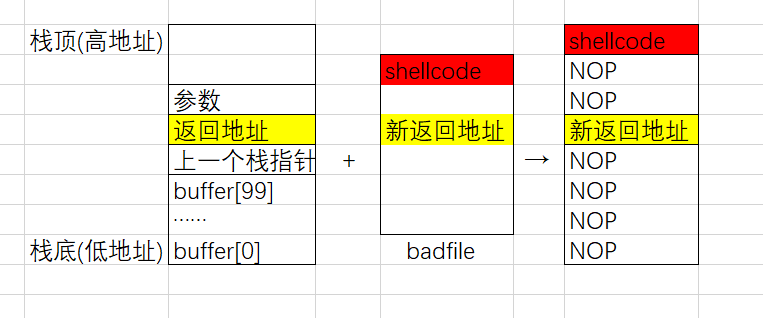 栈顶(高地址)
shellcode
shellcode
NOP
参数
NOP
返回地址
新返回地址
新返回地址
上一个栈指针
+
→
NOP
buffer[99]
NOP
……
NOP
栈底(低地址)
buffer[0]
badfile
NOP